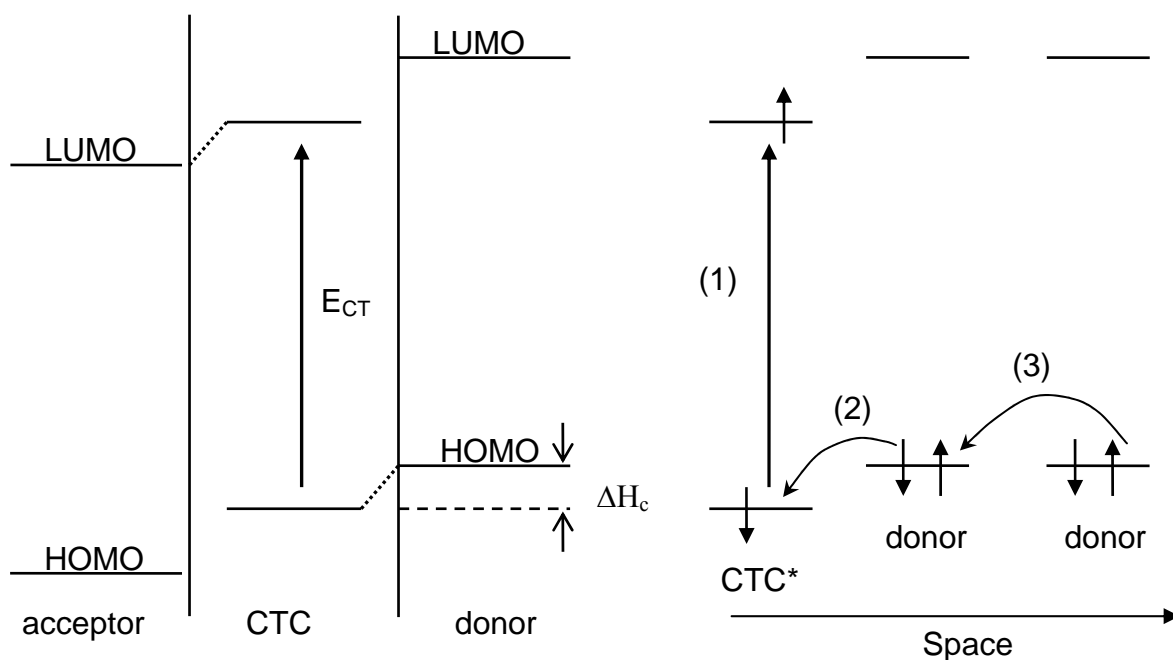 LUMO
LUMO
E_CT
HOMO
ΔH_c
HOMO
acceptor
CTC
donor
(1)
(2)
(3)
donor
donor
CTC*
Space